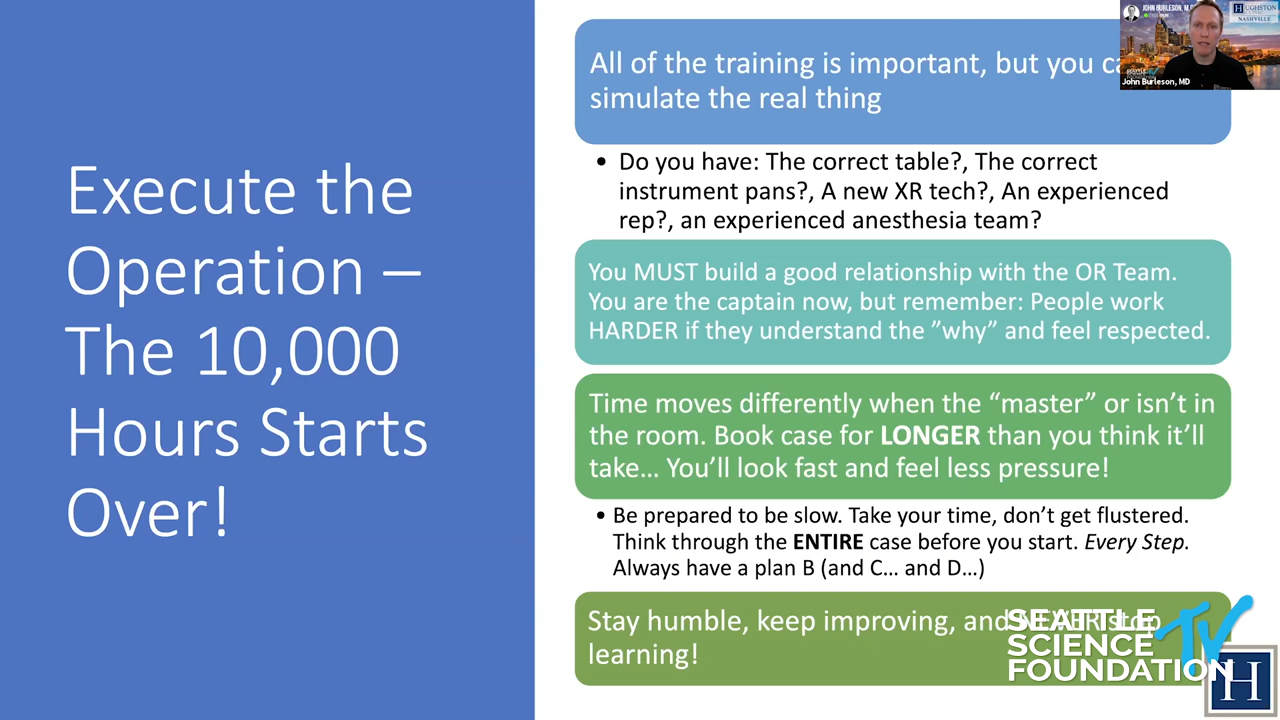 Execute the
Operation –
The 10,000
Hours Starts
Over!
All of the training is important, but you
simulate the real thing
• Do you have: The correct table?, The correct
instrument pans?, A new XR tech?, An experienced
rep?, an experienced anesthesia team?
You MUST build a good relationship with the OR Team.
You are the captain now, but remember: People work
HARDER if they understand the ”why” and feel respected.
Time moves differently when the “master” or isn’t in
the room. Book case for LONGER than you think it’ll
take… You’ll look fast and feel less pressure!
• Be prepared to be slow. Take your time, don’t get flustered.
Think through the ENTIRE case before you start. Every Step.
Always have a plan B (and C… and D…)
Stay humble, keep improving, and NEVER stop
learning!
JOHN BURLESON, M.D.
HUGHSTON
CLINIC
NASHVILLE
John Burleson, MD
SEATTLE
SCIENCE
FOUNDATION
TV
H